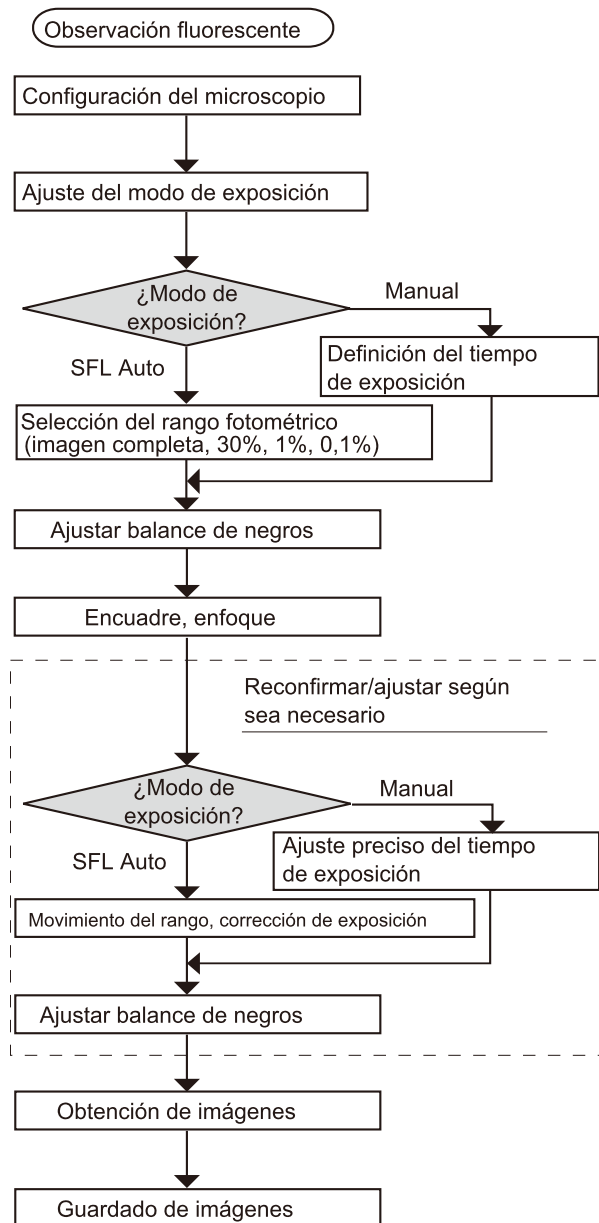 Observación fluorescente
Configuración del microscopio
Ajuste del modo de exposición
¿Modo de
exposición?
Manual
SFL Auto
Definición del tiempo
de exposición
Selección del rango fotométrico
(imagen completa, 30%, 1%, 0,1%)
Ajustar balance de negros
Encuadre, enfoque
Reconfirmar/ajustar según
sea necesario
¿Modo de
exposición?
Manual
SFL Auto
Ajuste preciso del tiempo
de exposición
Movimiento del rango, corrección de exposición
Ajustar balance de negros
Obtención de imágenes
Guardado de imágenes